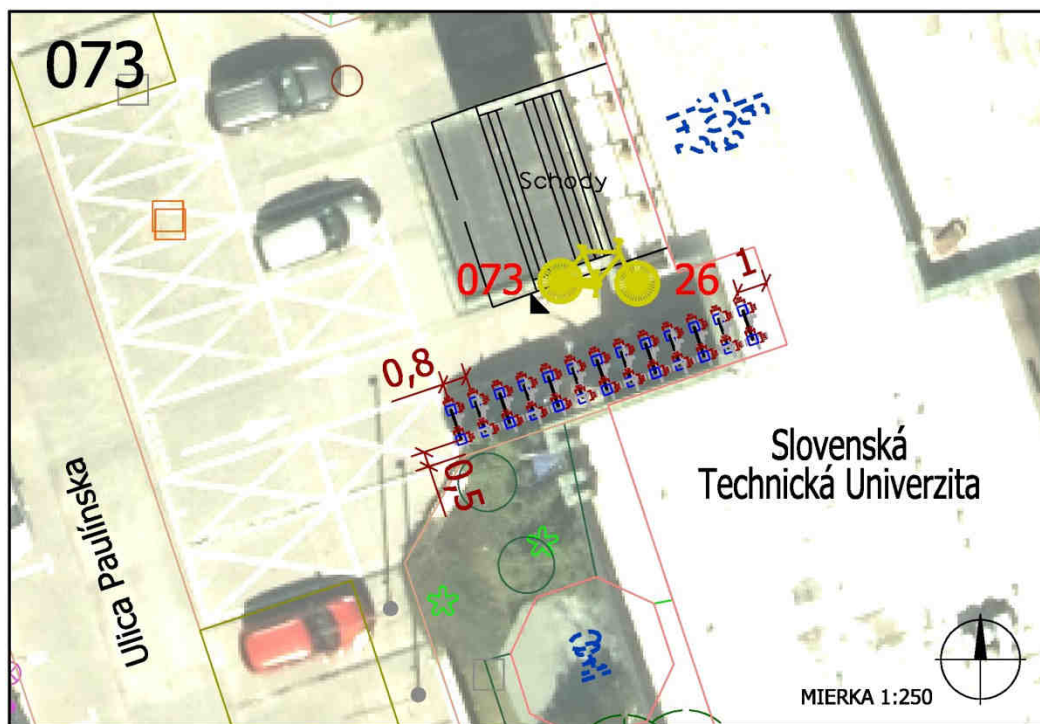 073
Schody
073
26
1
0,8
0,5
Slovenská
Technická Univerzita
Ulica Paulínska
MIERKA 1:250